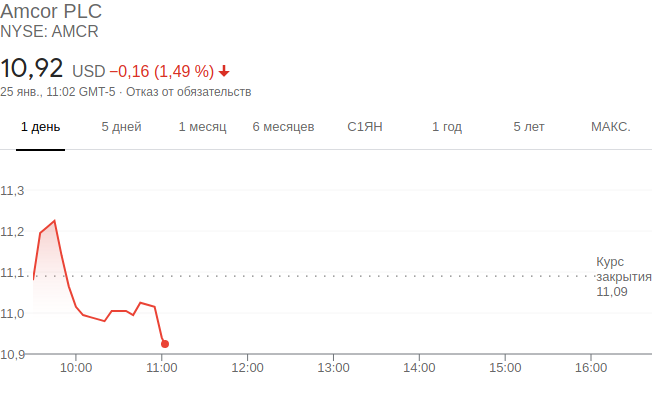 Amcor PLC
NYSE: AMCR
10,92 USD −0,16 (1,49 %)
25 янв., 11:02 GMT-5 · Отказ от обязательств
1 день 5 дней 1 месяц 6 месяцев С1ЯН 1 год 5 лет МАКС.
11,3
11,2
11,1
Курс
закрытия
11,09
11,0
10,9
10:00 11:00 12:00 13:00 14:00 15:00 16:00